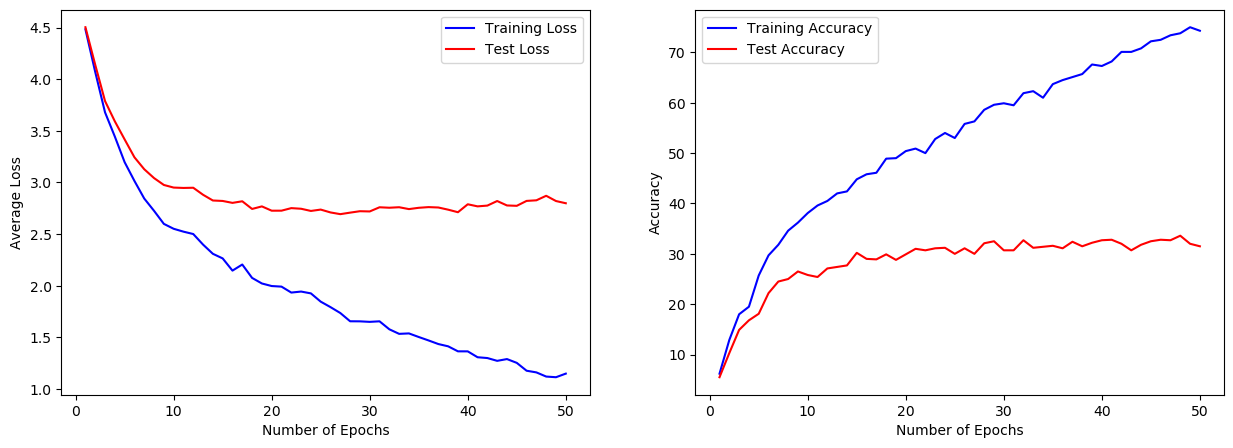 4.5
4.0
3.5
3.0
2.5
2.0
1.5
1.0
Average Loss
0 10 20 30 40 50
Number of Epochs
Training Loss
Test Loss
70
60
50
40
30
20
10
Accuracy
0 10 20 30 40 50
Number of Epochs
Training Accuracy
Test Accuracy